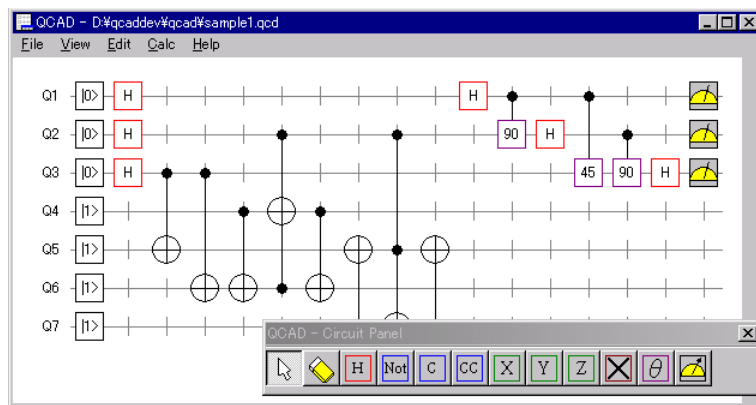 QCAD - D:¥qcaddev¥qcad¥sample1.qcd
File View Edit Calc Help
Q1 |0> H H
Q2 |0> H 90 H
Q3 |0> H 45 90 H
Q4 |1>
Q5 |1>
Q6 |1>
Q7 |1>
QCAD - Circuit Panel
H Not C CC X Y Z θ